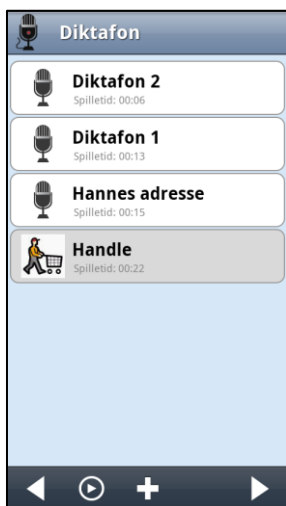 Diktafon
Diktafon 2
Spilletid: 00:06
Diktafon 1
Spilletid: 00:13
Hannes adresse
Spilletid: 00:15
Handle
Spilletid: 00:22